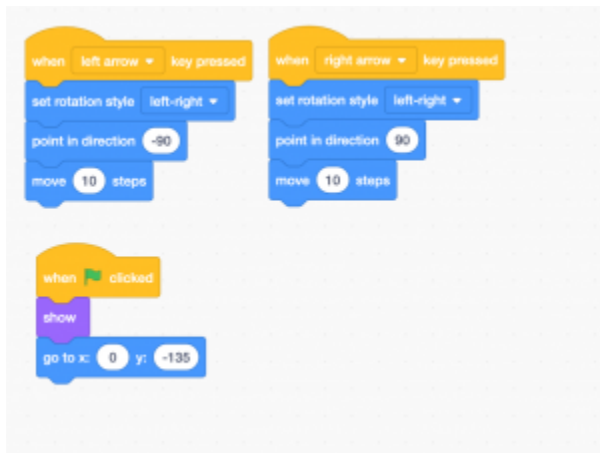 when left arrow key pressed
set rotation style left-right
point in direction -90
move 10 steps
when right arrow key pressed
set rotation style left-right
point in direction 90
move 10 steps
when clicked
show
go to x: 0 y: -135